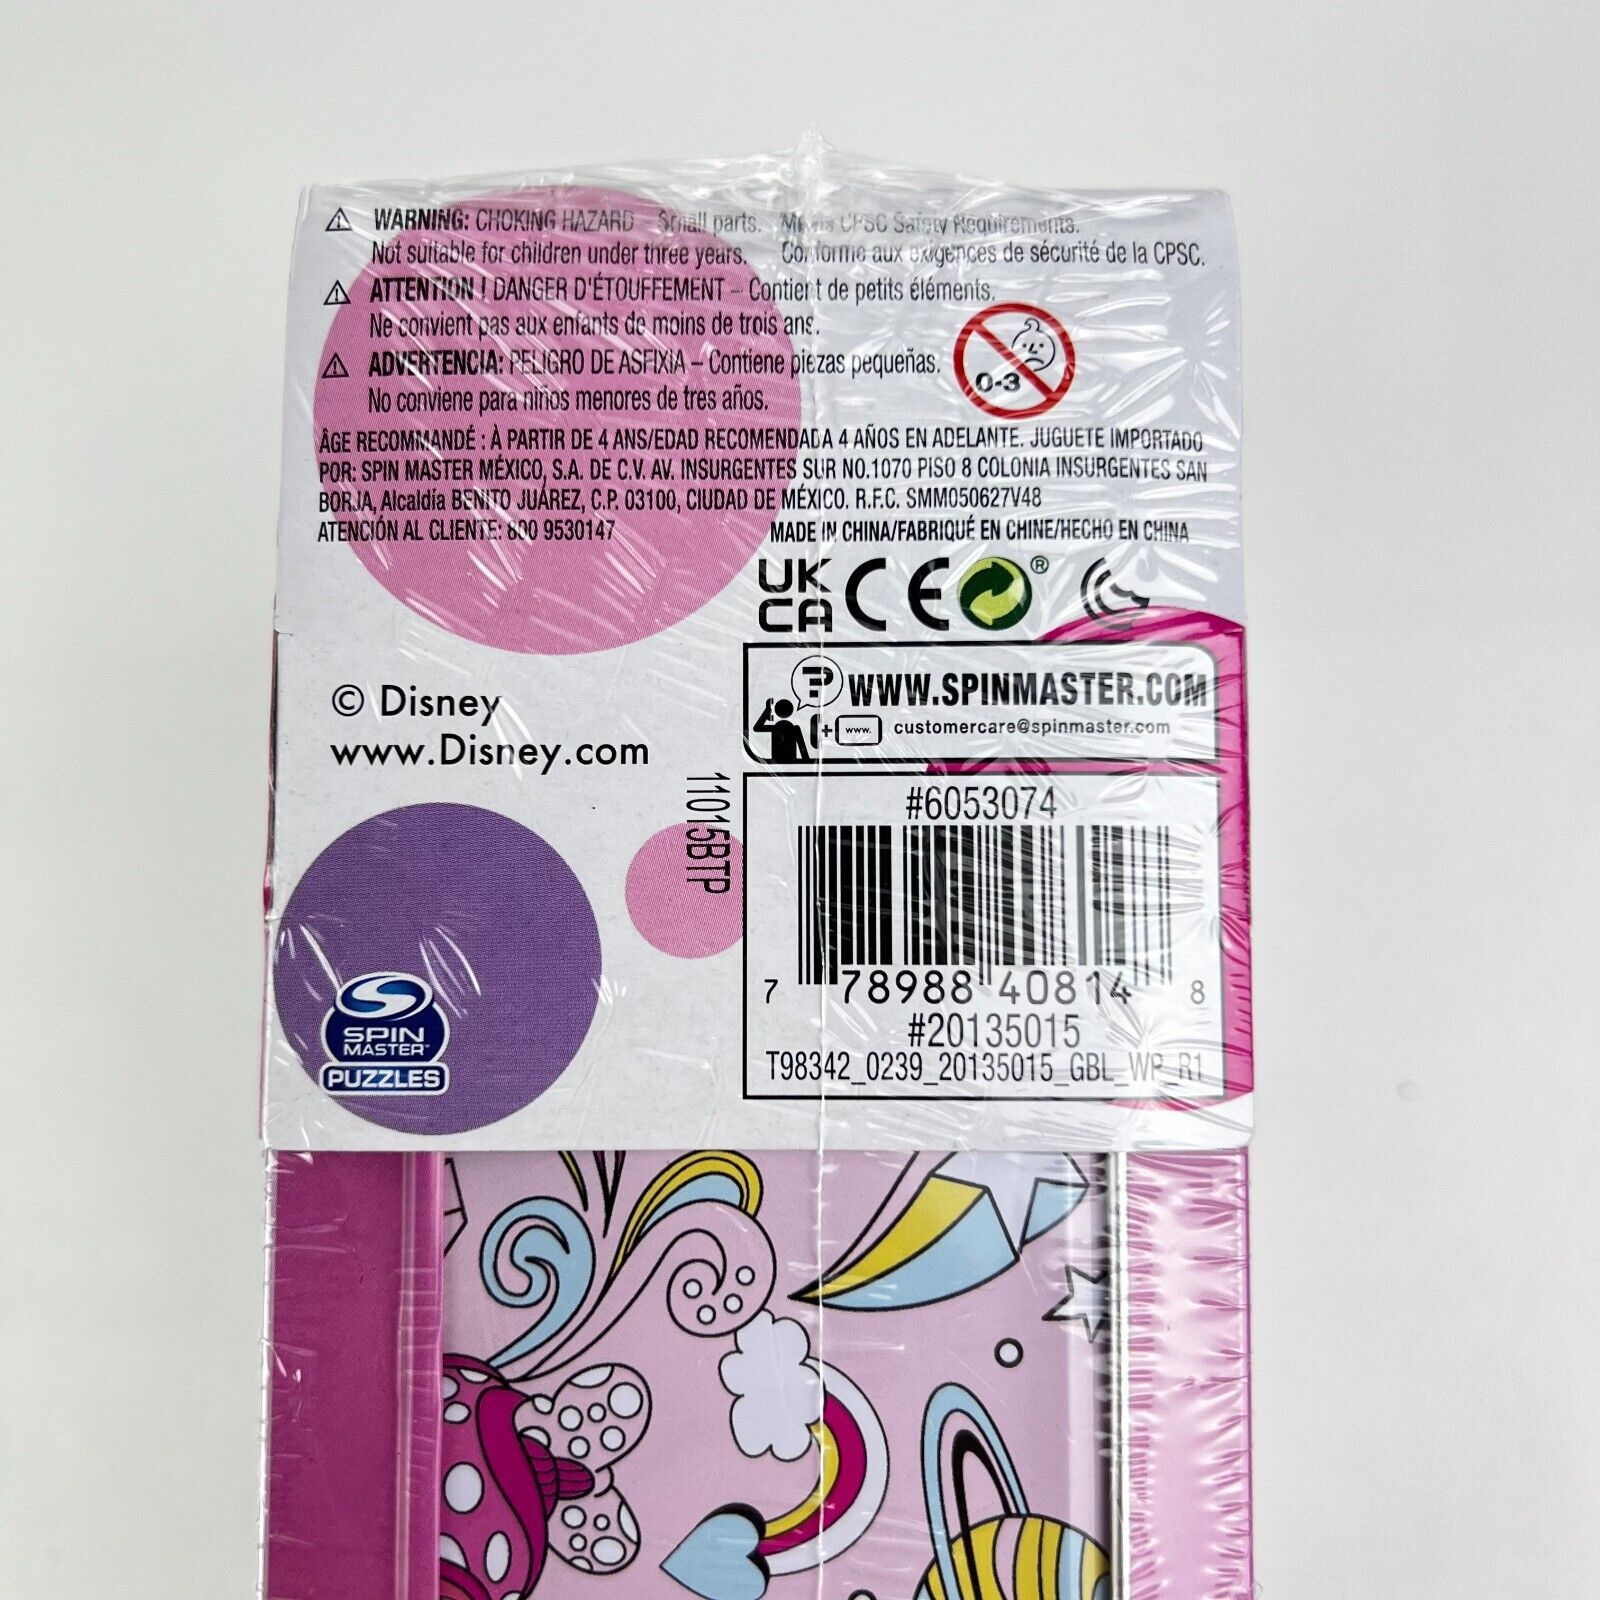 WARNING: CHOKING HAZARD Small parts. Meets CPSC Safety Requirements.
Not suitable for children under three years. Conforme aux exigences de sécurité de la CPSC.
ATTENTION ! DANGER D'ÉTOUFFEMENT – Contient de petits éléments.
Ne convient pas aux enfants de moins de trois ans.
ADVERTENCIA: PELIGRO DE ASFIXIA – Contiene piezas pequeñas.
No conviene para niños menores de tres años.
0-3
ÂGE RECOMMANDÉ : À PARTIR DE 4 ANS/EDAD RECOMENDADA 4 AÑOS EN ADELANTE. JUGUETE IMPORTADO
POR: SPIN MASTER MÉXICO, S.A. DE C.V. AV. INSURGENTES SUR NO.1070 PISO 8 COLONIA INSURGENTES SAN
BORJA, Alcaldía BENITO JUÁREZ, C.P. 03100, CIUDAD DE MÉXICO. R.F.C. SMM050627V48
ATENCIÓN AL CLIENTE: 800 9530147 MADE IN CHINA/FABRIQUÉ EN CHINE/HECHO EN CHINA
UK
CA CE ®
© Disney
www.Disney.com
WWW.SPINMASTER.COM
+ www. customercare@spinmaster.com
11015BTP
#6053074
7 78988 40814 8
#20135015
T98342_0239_20135015_GBL_WP_R1
SPIN
MASTER™
PUZZLES